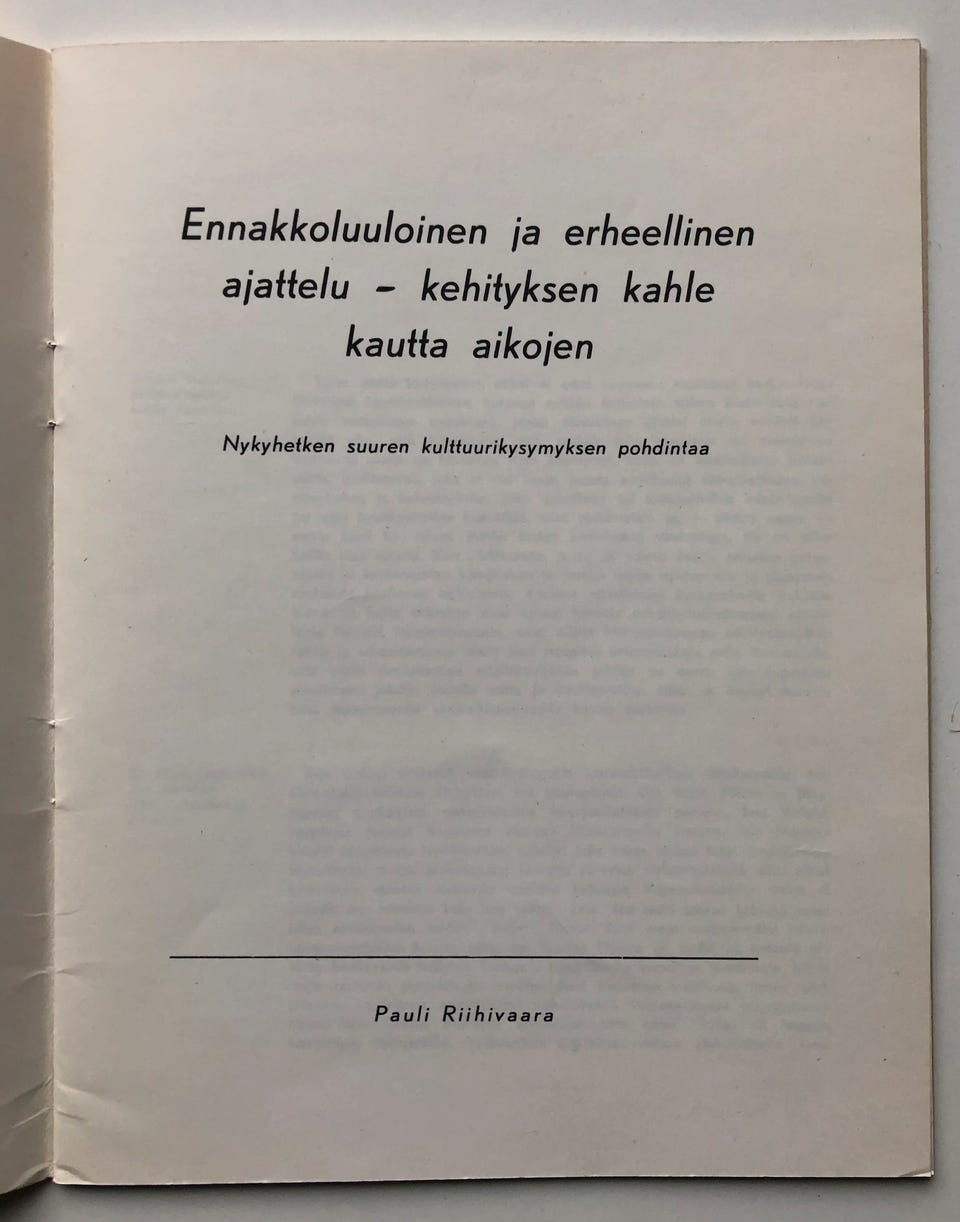 Ennakkoluuloinen ja erheellinen
ajattelu – kehityksen kahle
kautta aikojen
Nykyhetken suuren kulttuurikysymyksen pohdintaa
Pauli Riihivaara